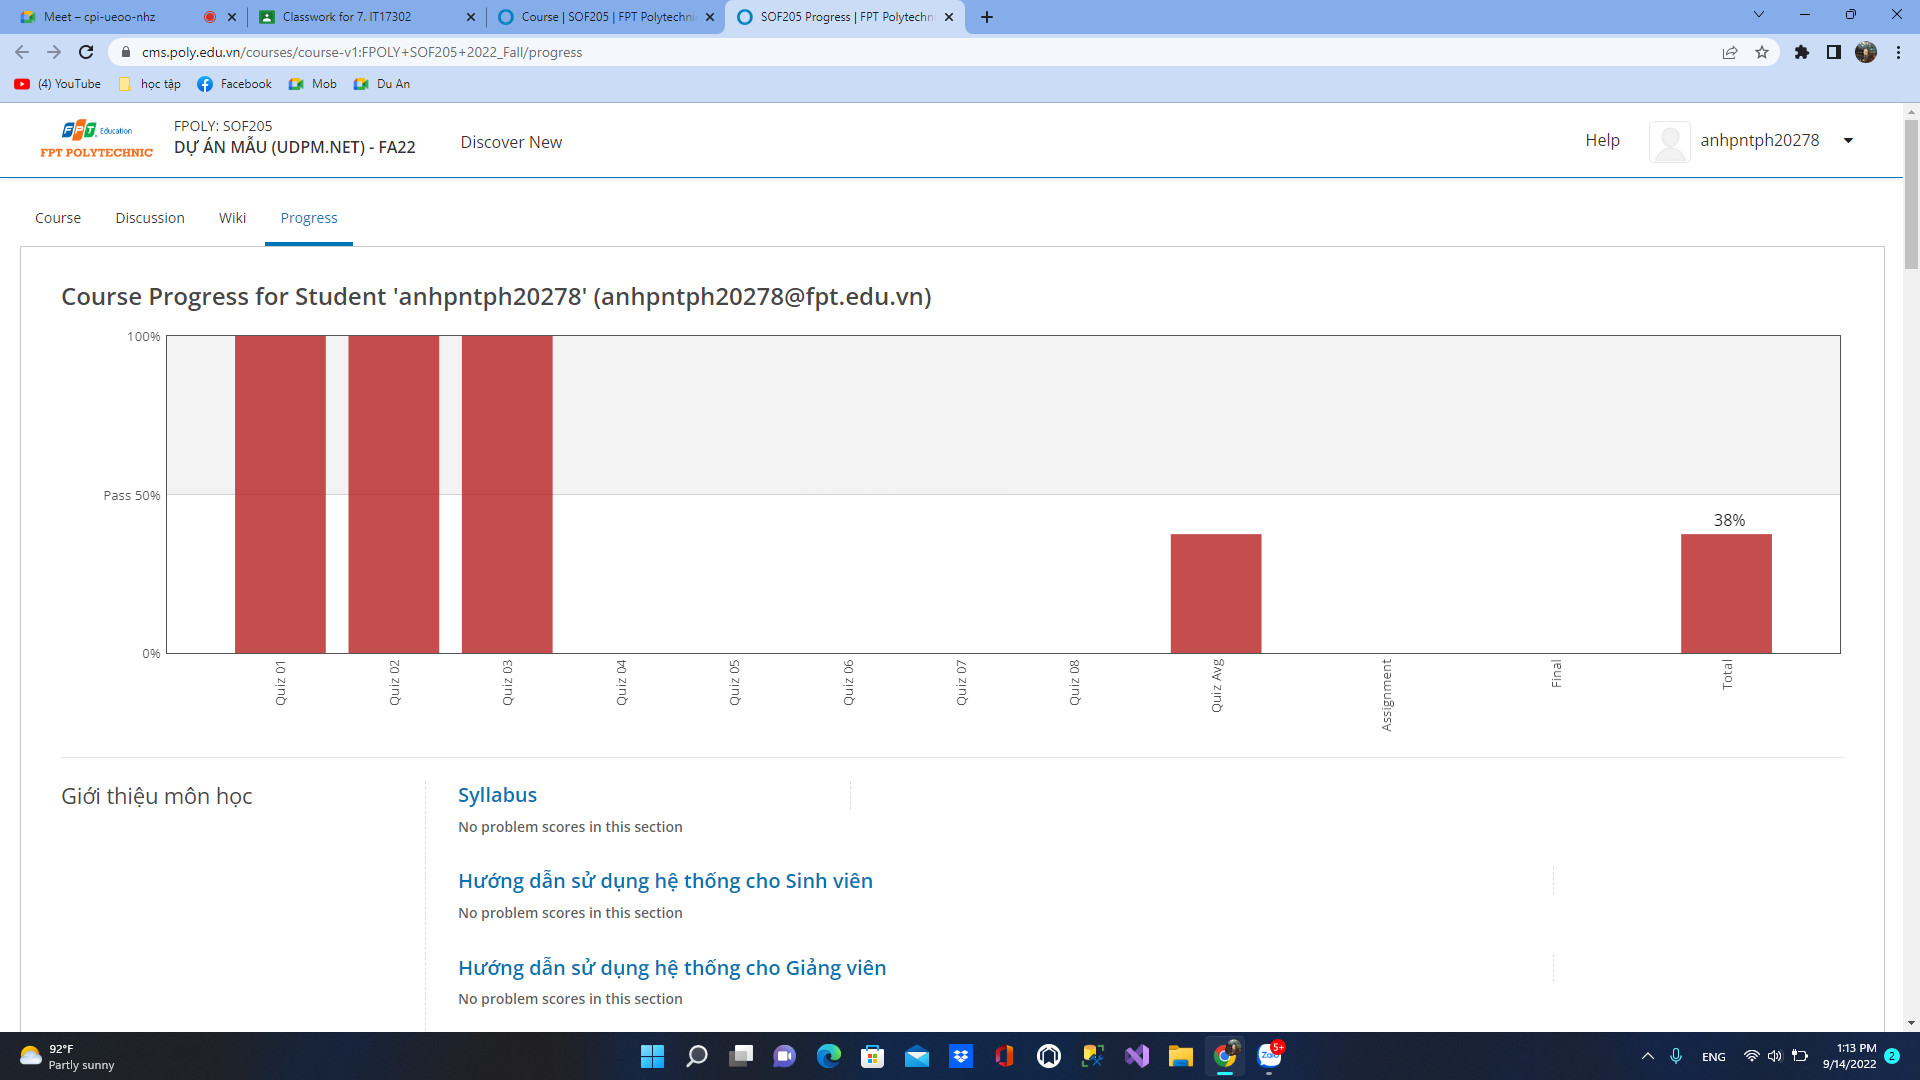 Meet – cpi-ueoo-nhz
Classwork for 7. IT17302
Course | SOF205 | FPT Polytechni
SOF205 Progress | FPT Polytechn
cms.poly.edu.vn/courses/course-v1:FPOLY+SOF205+2022_Fall/progress
(4) YouTube
học tập
Facebook
Mob
Du An
FPT Education
FPT POLYTECHNIC
FPOLY: SOF205
DỰ ÁN MẪU (UDPM.NET) - FA22
Discover New
Help
anhpntph20278
Course
Discussion
Wiki
Progress
Course Progress for Student 'anhpntph20278' (anhpntph20278@fpt.edu.vn)
100%
Pass 50%
0%
38%
Quiz 01
Quiz 02
Quiz 03
Quiz 04
Quiz 05
Quiz 06
Quiz 07
Quiz 08
Quiz Avg
Assignment
Final
Total
Giới thiệu môn học
Syllabus
No problem scores in this section
Hướng dẫn sử dụng hệ thống cho Sinh viên
No problem scores in this section
Hướng dẫn sử dụng hệ thống cho Giảng viên
No problem scores in this section
92°F
Partly sunny
Zalo
5+
ENG
1:13 PM
9/14/2022
2